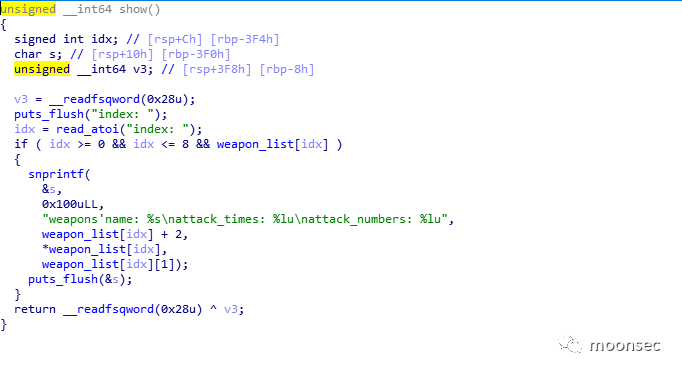 unsigned __int64 show()
{
  signed int idx; // [rsp+Ch] [rbp-3F4h]
  char s; // [rsp+10h] [rbp-3F0h]
  unsigned __int64 v3; // [rsp+3F8h] [rbp-8h]

  v3 = __readfsqword(0x28u);
  puts_flush("index: ");
  idx = read_atoi("index: ");
  if ( idx >= 0 && idx <= 8 && weapon_list[idx] )
  {
    snprintf(
      &s,
      0x100uLL,
      "weapons'name: %s\nattack_times: %lu\nattack_numbers: %lu",
      weapon_list[idx] + 2,
      *weapon_list[idx],
      weapon_list[idx][1]);
    puts_flush(&s);
  }
  return __readfsqword(0x28u) ^ v3;
}
moonsec